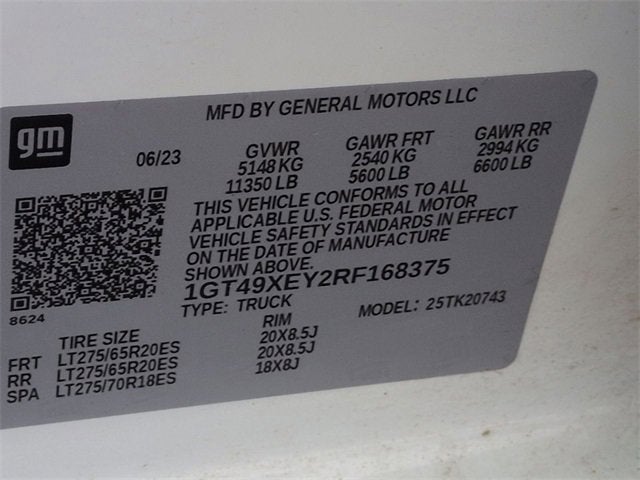 gm
MFD BY GENERAL MOTORS LLC
06/23
GVWR GAWR FRT GAWR RR
5148 KG 2540 KG 2994 KG
11350 LB 5600 LB 6600 LB
THIS VEHICLE CONFORMS TO ALL
APPLICABLE U.S. FEDERAL MOTOR
VEHICLE SAFETY STANDARDS IN EFFECT
ON THE DATE OF MANUFACTURE
SHOWN ABOVE.
1GT49XEY2RF168375
TYPE: TRUCK MODEL: 25TK20743
8624
TIRE SIZE RIM
FRT LT275/65R20ES 20X8.5J
RR LT275/65R20ES 20X8.5J
SPA LT275/70R18ES 18X8J